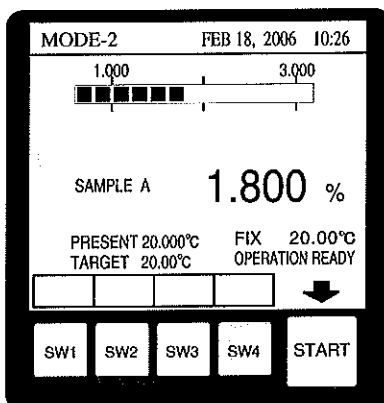 MODE-2 FEB 18, 2006 10:26
1.000 3.000
SAMPLE A 1.800 %
PRESENT 20.000°C FIX 20.00°C
TARGET 20.00°C OPERATION READY
SW1 SW2 SW3 SW4 START